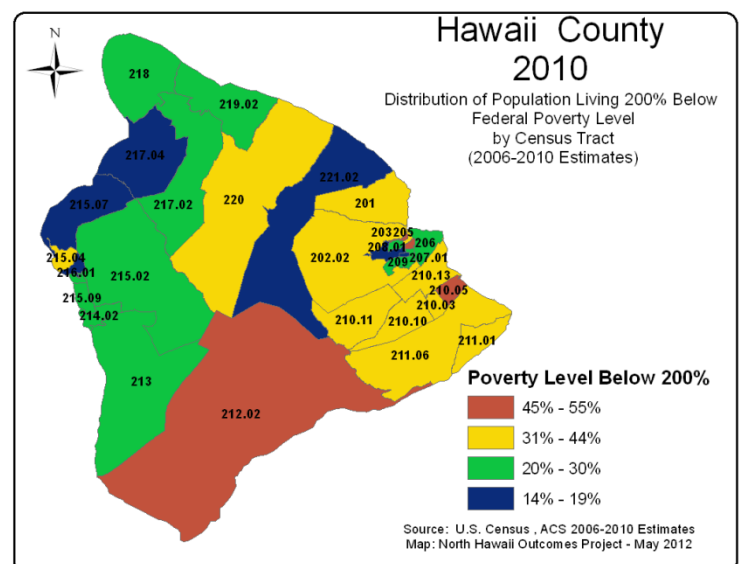 N
Hawaii County
2010
Distribution of Population Living 200% Below
Federal Poverty Level
by Census Tract
(2006-2010 Estimates)
218
219.02
217.04
221.02
215.07
217.02
220
201
203 205
206
208.01
207.01
209
202.02
215.04
216.01
215.02
210.13
210.05
215.09
210.03
214.02
210.11
210.10
211.01
211.06
213
212.02
Poverty Level Below 200%
45% - 55%
31% - 44%
20% - 30%
14% - 19%
Source: U.S. Census , ACS 2006-2010 Estimates
Map: North Hawaii Outcomes Project - May 2012